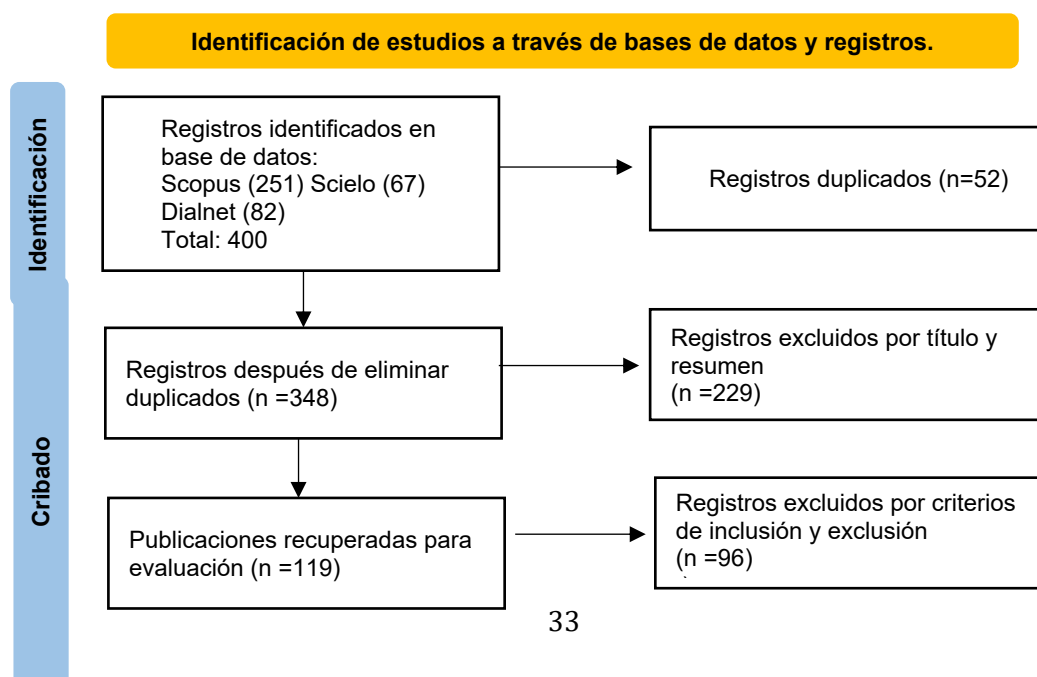 Identificación de estudios a través de bases de datos y registros.
Identificación
Registros identificados en
base de datos:
Scopus (251) Scielo (67)
Dialnet (82)
Total: 400
Registros duplicados (n=52)
Cribado
Registros después de eliminar
duplicados (n =348)
Registros excluidos por título y
resumen
(n =229)
Publicaciones recuperadas para
evaluación (n =119)
Registros excluidos por criterios
de inclusión y exclusión
(n =96)
`
33